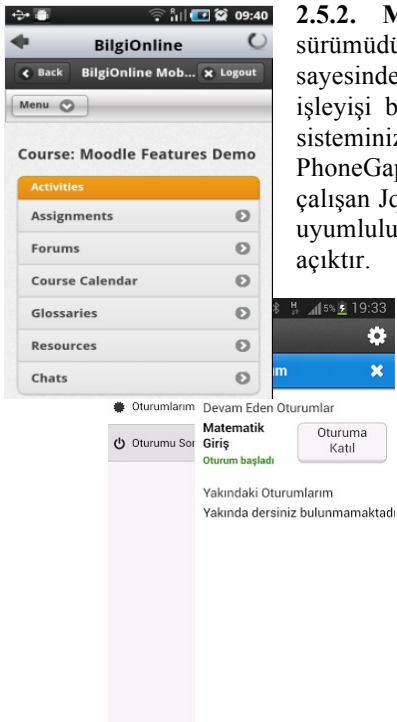 09:40
BilgiOnline
Back BilgiOnline Mob... Logout
Menu
Course: Moodle Features Demo
Activities
Assignments
Forums
Course Calendar
Glossaries
Resources
Chats
2.5.2.
sürümüdü
sayesinde
işleyişi b
sisteminiz
PhoneGap
çalışan Jq
uyumlulu
açıktır.
5% 19:33
Oturumlarım
Oturumu Son
Devam Eden Oturumlar
Matematik
Giriş
Oturum başladı
Oturuma
Katıl
Yakındaki Oturumlarım
Yakında dersiniz bulunmamaktadı